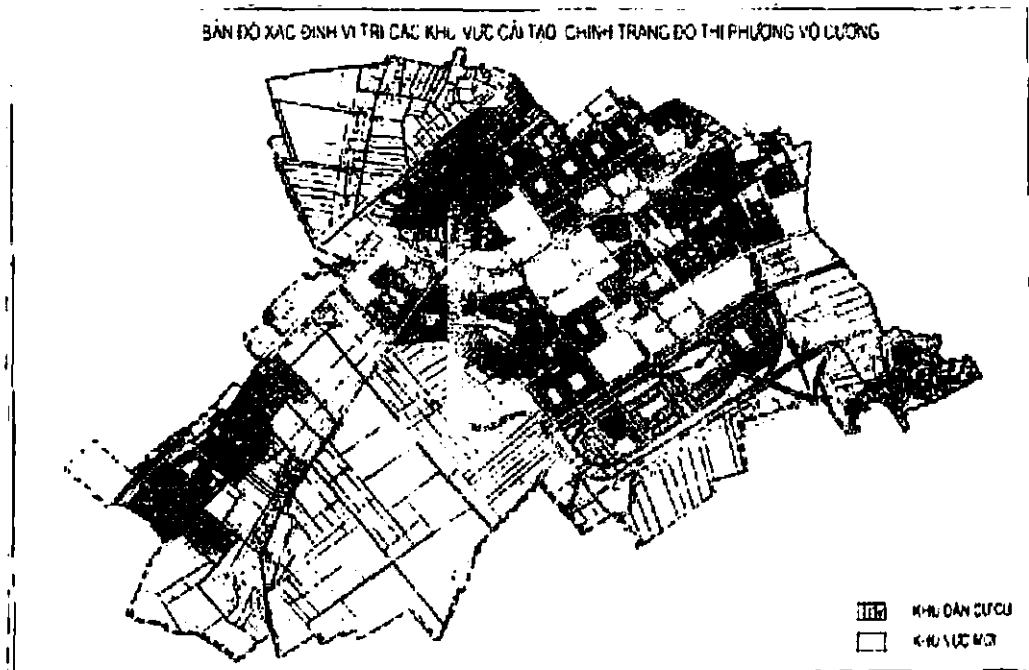 BẢN ĐỒ XÁC ĐỊNH VỊ TRÍ CÁC KHU VỰC CẢI TẠO CHỈNH TRANG ĐÔ THỊ PHƯỜNG VÕ CƯỜNG
KHU DÂN CƯ CŨ
KHU VỰC MỚI